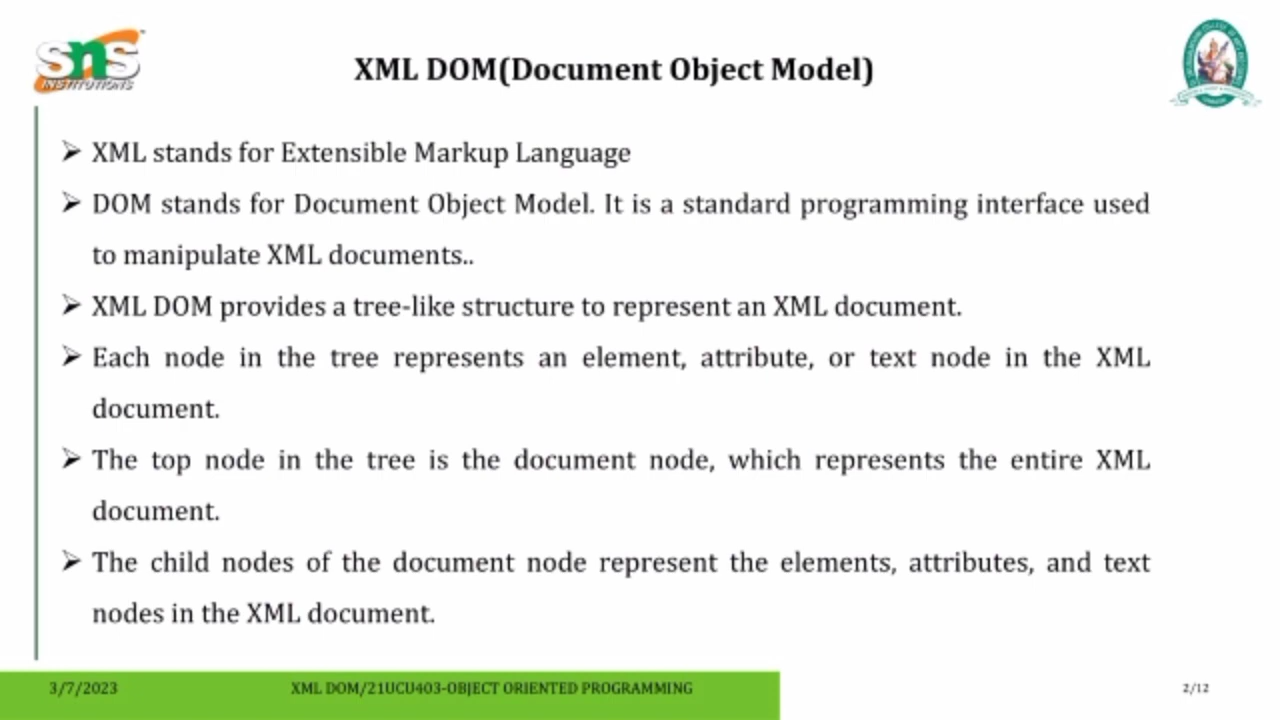 sns
INSTITUTIONS
XML DOM(Document Object Model)
➢ XML stands for Extensible Markup Language
➢ DOM stands for Document Object Model. It is a standard programming interface used
to manipulate XML documents..
➢ XML DOM provides a tree-like structure to represent an XML document.
➢ Each node in the tree represents an element, attribute, or text node in the XML
document.
➢ The top node in the tree is the document node, which represents the entire XML
document.
➢ The child nodes of the document node represent the elements, attributes, and text
nodes in the XML document.
3/7/2023
XML DOM/21UCU403-OBJECT ORIENTED PROGRAMMING
2/12